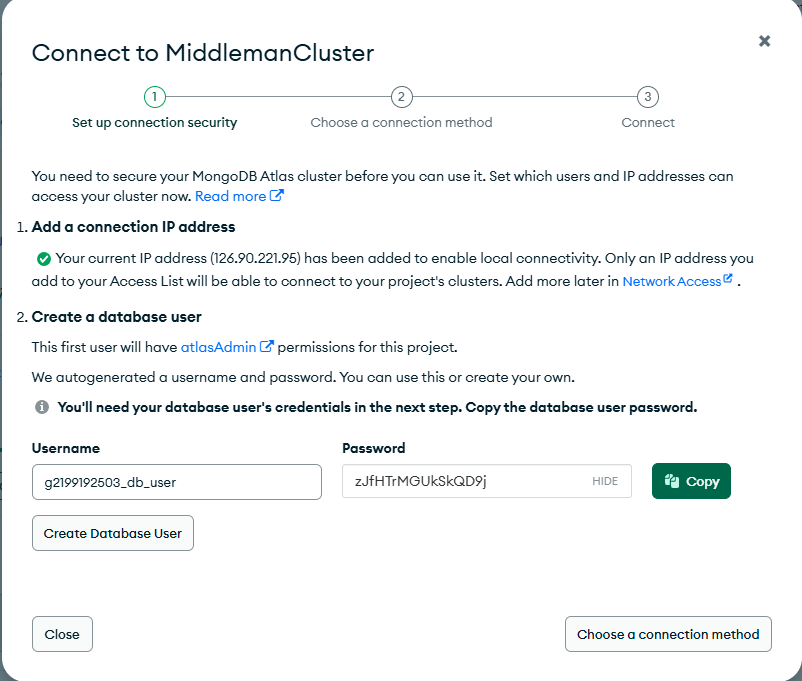 Connect to MiddlemanCluster
1
2
3
Set up connection security
Choose a connection method
Connect
You need to secure your MongoDB Atlas cluster before you can use it. Set which users and IP addresses can
access your cluster now. Read more
1. Add a connection IP address
Your current IP address (126.90.221.95) has been added to enable local connectivity. Only an IP address you
add to your Access List will be able to connect to your project's clusters. Add more later in Network Access .
2. Create a database user
This first user will have atlasAdmin permissions for this project.
We autogenerated a username and password. You can use this or create your own.
You'll need your database user's credentials in the next step. Copy the database user password.
Username
Password
g2199192503_db_user
zJfHTrMGUkSkQD9j
HIDE
Copy
Create Database User
Close
Choose a connection method